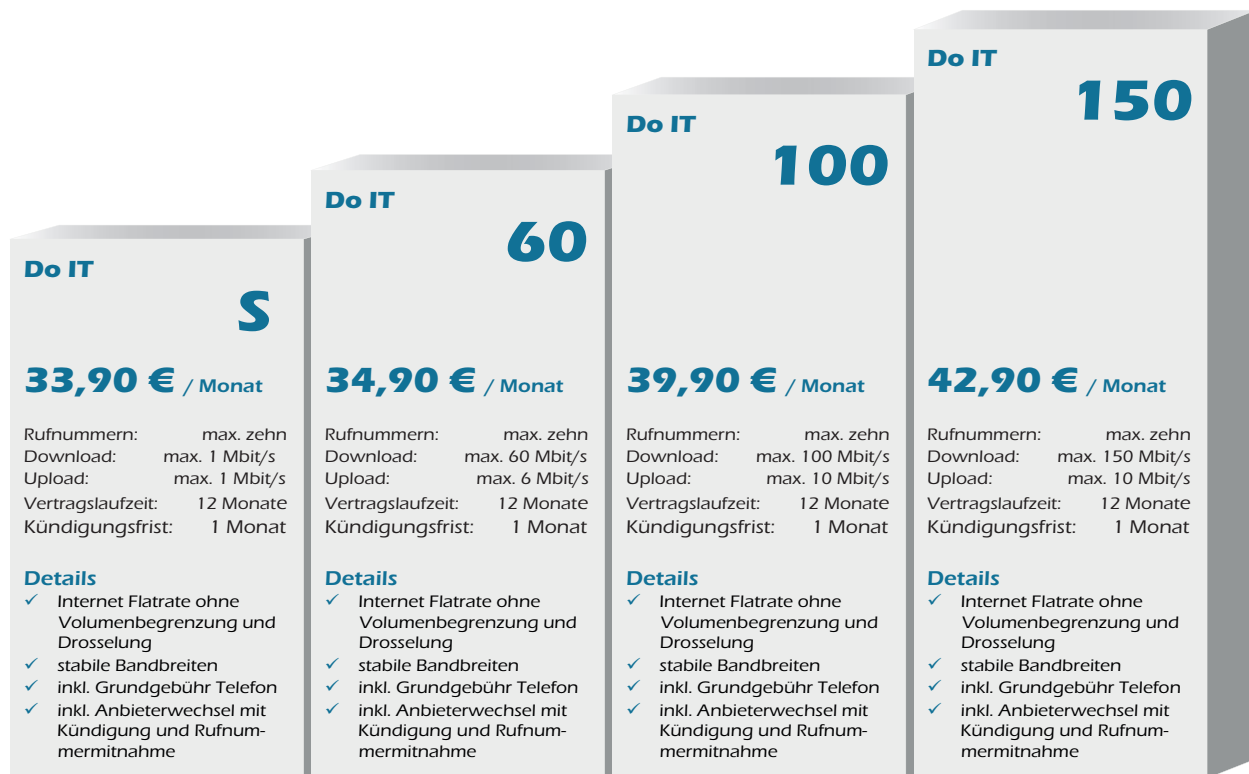 Do IT
S
33,90 € / Monat
Rufnummern: max. zehn
Download: max. 1 Mbit/s
Upload: max. 1 Mbit/s
Vertragslaufzeit: 12 Monate
Kündigungsfrist: 1 Monat
Details
✓ Internet Flatrate ohne
Volumenbegrenzung und
Drosselung
✓ stabile Bandbreiten
✓ inkl. Grundgebühr Telefon
✓ inkl. Anbieterwechsel mit
Kündigung und Rufnum-
mermitnahme
Do IT
60
34,90 € / Monat
Rufnummern: max. zehn
Download: max. 60 Mbit/s
Upload: max. 6 Mbit/s
Vertragslaufzeit: 12 Monate
Kündigungsfrist: 1 Monat
Details
✓ Internet Flatrate ohne
Volumenbegrenzung und
Drosselung
✓ stabile Bandbreiten
✓ inkl. Grundgebühr Telefon
✓ inkl. Anbieterwechsel mit
Kündigung und Rufnum-
mermitnahme
Do IT
100
39,90 € / Monat
Rufnummern: max. zehn
Download: max. 100 Mbit/s
Upload: max. 10 Mbit/s
Vertragslaufzeit: 12 Monate
Kündigungsfrist: 1 Monat
Details
✓ Internet Flatrate ohne
Volumenbegrenzung und
Drosselung
✓ stabile Bandbreiten
✓ inkl. Grundgebühr Telefon
✓ inkl. Anbieterwechsel mit
Kündigung und Rufnum-
mermitnahme
Do IT
150
42,90 € / Monat
Rufnummern: max. zehn
Download: max. 150 Mbit/s
Upload: max. 10 Mbit/s
Vertragslaufzeit: 12 Monate
Kündigungsfrist: 1 Monat
Details
✓ Internet Flatrate ohne
Volumenbegrenzung und
Drosselung
✓ stabile Bandbreiten
✓ inkl. Grundgebühr Telefon
✓ inkl. Anbieterwechsel mit
Kündigung und Rufnum-
mermitnahme